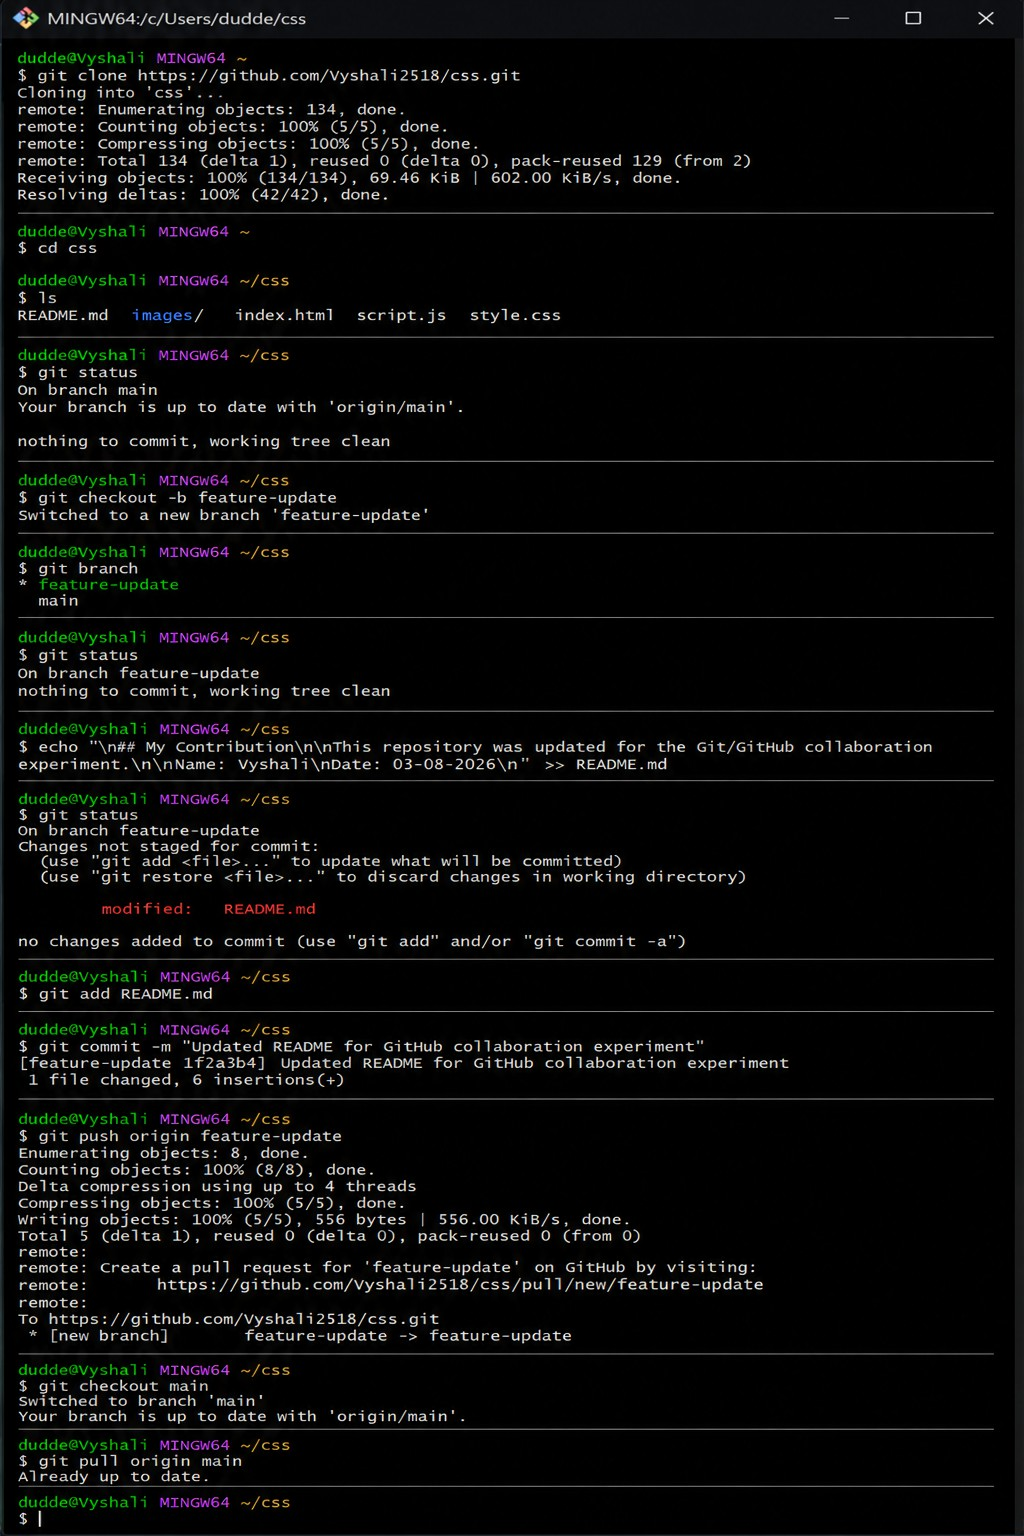 MINGW64:/c/Users/dudde/css
dudde@Vyshali MINGW64 ~
$ git clone https://github.com/Vyshali2518/css.git
Cloning into 'css'...
remote: Enumerating objects: 134, done.
remote: Counting objects: 100% (5/5), done.
remote: Compressing objects: 100% (5/5), done.
remote: Total 134 (delta 1), reused 0 (delta 0), pack-reused 129 (from 2)
Receiving objects: 100% (134/134), 69.46 KiB | 602.00 KiB/s, done.
Resolving deltas: 100% (42/42), done.
dudde@Vyshali MINGW64 ~
$ cd css
dudde@Vyshali MINGW64 ~/css
$ ls
README.md images/ index.html script.js style.css
dudde@Vyshali MINGW64 ~/css
$ git status
On branch main
Your branch is up to date with 'origin/main'.
nothing to commit, working tree clean
dudde@Vyshali MINGW64 ~/css
$ git checkout -b feature-update
Switched to a new branch 'feature-update'
dudde@Vyshali MINGW64 ~/css
$ git branch
* feature-update
main
dudde@Vyshali MINGW64 ~/css
$ git status
On branch feature-update
nothing to commit, working tree clean
dudde@Vyshali MINGW64 ~/css
$ echo "\n## My Contribution\n\nThis repository was updated for the Git/GitHub collaboration
experiment.\n\nName: Vyshali\nDate: 03-08-2026\n" >> README.md
dudde@Vyshali MINGW64 ~/css
$ git status
On branch feature-update
Changes not staged for commit:
(use "git add <file>..." to update what will be committed)
(use "git restore <file>..." to discard changes in working directory)
modified: README.md
no changes added to commit (use "git add" and/or "git commit -a")
dudde@Vyshali MINGW64 ~/css
$ git add README.md
dudde@Vyshali MINGW64 ~/css
$ git commit -m "Updated README for GitHub collaboration experiment"
[feature-update 1f2a3b4] Updated README for GitHub collaboration experiment
1 file changed, 6 insertions(+)
dudde@Vyshali MINGW64 ~/css
$ git push origin feature-update
Enumerating objects: 8, done.
Counting objects: 100% (8/8), done.
Delta compression using up to 4 threads
Compressing objects: 100% (5/5), done.
Writing objects: 100% (5/5), 556 bytes | 556.00 KiB/s, done.
Total 5 (delta 1), reused 0 (delta 0), pack-reused 0 (from 0)
remote:
remote: Create a pull request for 'feature-update' on GitHub by visiting:
remote: https://github.com/Vyshali2518/css/pull/new/feature-update
remote:
To https://github.com/Vyshali2518/css.git
* [new branch] feature-update -> feature-update
dudde@Vyshali MINGW64 ~/css
$ git checkout main
Switched to branch 'main'
Your branch is up to date with 'origin/main'.
dudde@Vyshali MINGW64 ~/css
$ git pull origin main
Already up to date.
dudde@Vyshali MINGW64 ~/css
$